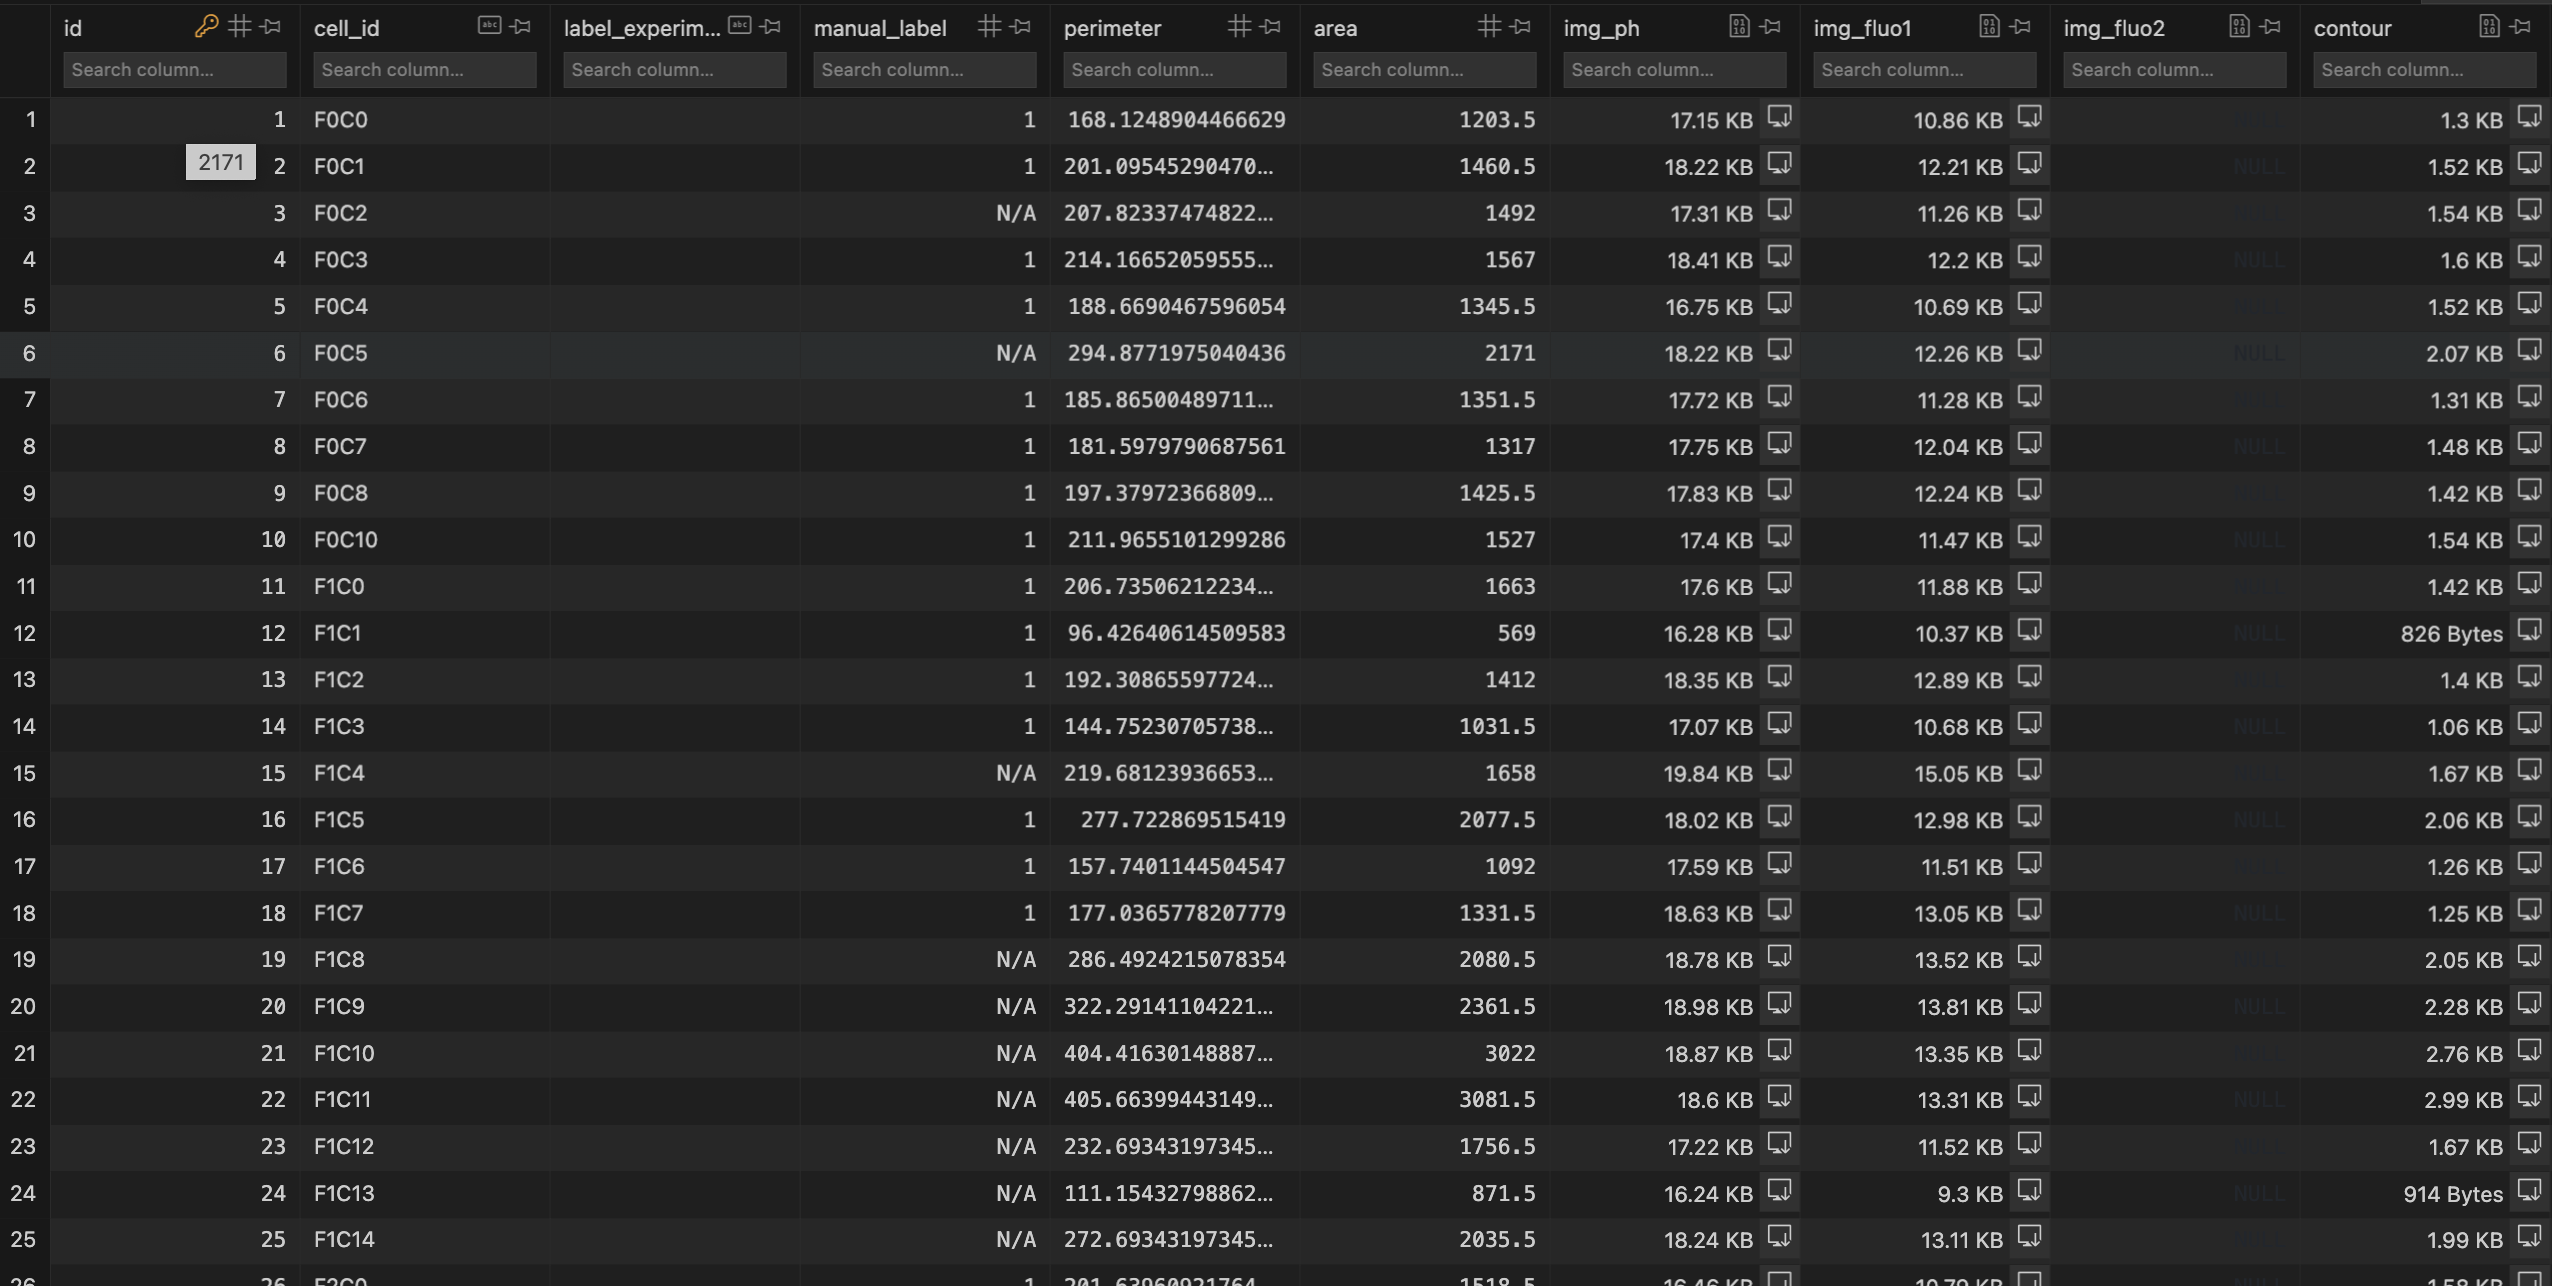 id cell_id label_experim... manual_label perimeter area img_ph img_fluo1 img_fluo2 contour
Search column... Search column... Search column... Search column... Search column... Search column... Search column... Search column... Search column... Search column...
1 1 F0C0 1 168.1248904466629 1203.5 17.15 KB 10.86 KB 1.3 KB
2 2 F0C1 1 201.09545290470... 1460.5 18.22 KB 12.21 KB NULL 1.52 KB
2171
3 3 F0C2 N/A 207.82337474822... 1492 17.31 KB 11.26 KB 1.54 KB
4 4 F0C3 1 214.16652059555... 1567 18.41 KB 12.2 KB NULL 1.6 KB
5 5 F0C4 1 188.6690467596054 1345.5 16.75 KB 10.69 KB 1.52 KB
6 6 F0C5 N/A 294.8771975040436 2171 18.22 KB 12.26 KB NULL 2.07 KB
7 7 F0C6 1 185.86500489711... 1351.5 17.72 KB 11.28 KB 1.31 KB
8 8 F0C7 1 181.5979790687561 1317 17.75 KB 12.04 KB NULL 1.48 KB
9 9 F0C8 1 197.37972366809... 1425.5 17.83 KB 12.24 KB 1.42 KB
10 10 F0C10 1 211.9655101299286 1527 17.4 KB 11.47 KB NULL 1.54 KB
11 11 F1C0 1 206.73506212234... 1663 17.6 KB 11.88 KB 1.42 KB
12 12 F1C1 1 96.42640614509583 569 16.28 KB 10.37 KB NULL 826 Bytes
13 13 F1C2 1 192.30865597724... 1412 18.35 KB 12.89 KB 1.4 KB
14 14 F1C3 1 144.75230705738... 1031.5 17.07 KB 10.68 KB NULL 1.06 KB
15 15 F1C4 N/A 219.68123936653... 1658 19.84 KB 15.05 KB 1.67 KB
16 16 F1C5 1 277.722869515419 2077.5 18.02 KB 12.98 KB NULL 2.06 KB
17 17 F1C6 1 157.7401144504547 1092 17.59 KB 11.51 KB 1.26 KB
18 18 F1C7 1 177.0365778207779 1331.5 18.63 KB 13.05 KB NULL 1.25 KB
19 19 F1C8 N/A 286.4924215078354 2080.5 18.78 KB 13.52 KB 2.05 KB
20 20 F1C9 N/A 322.29141104221... 2361.5 18.98 KB 13.81 KB NULL 2.28 KB
21 21 F1C10 N/A 404.41630148887... 3022 18.87 KB 13.35 KB 2.76 KB
22 22 F1C11 N/A 405.66399443149... 3081.5 18.6 KB 13.31 KB NULL 2.99 KB
23 23 F1C12 N/A 232.69343197345... 1756.5 17.22 KB 11.52 KB 1.67 KB
24 24 F1C13 N/A 111.15432798862... 871.5 16.24 KB 9.3 KB NULL 914 Bytes
25 25 F1C14 N/A 272.69343197345... 2035.5 18.24 KB 13.11 KB 1.99 KB